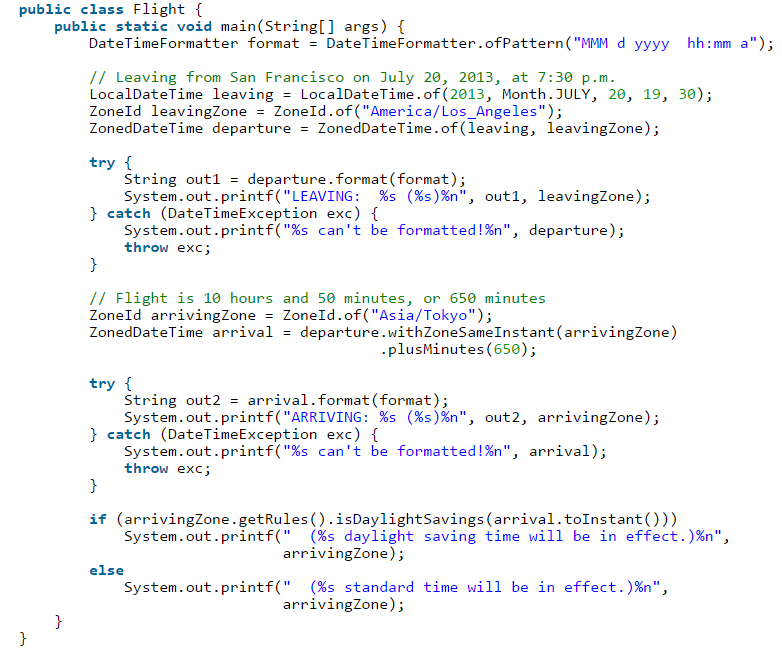 public class Flight {
    public static void main(String[] args) {
        DateTimeFormatter format = DateTimeFormatter.ofPattern("MMM d yyyy  hh:mm a");

        // Leaving from San Francisco on July 20, 2013, at 7:30 p.m.
        LocalDateTime leaving = LocalDateTime.of(2013, Month.JULY, 20, 19, 30);
        ZoneId leavingZone = ZoneId.of("America/Los_Angeles");
        ZonedDateTime departure = ZonedDateTime.of(leaving, leavingZone);

        try {
            String out1 = departure.format(format);
            System.out.printf("LEAVING:  %s (%s)%n", out1, leavingZone);
        } catch (DateTimeException exc) {
            System.out.printf("%s can't be formatted!%n", departure);
            throw exc;
        }

        // Flight is 10 hours and 50 minutes, or 650 minutes
        ZoneId arrivingZone = ZoneId.of("Asia/Tokyo");
        ZonedDateTime arrival = departure.withZoneSameInstant(arrivingZone)
                                         .plusMinutes(650);

        try {
            String out2 = arrival.format(format);
            System.out.printf("ARRIVING: %s (%s)%n", out2, arrivingZone);
        } catch (DateTimeException exc) {
            System.out.printf("%s can't be formatted!%n", arrival);
            throw exc;
        }

        if (arrivingZone.getRules().isDaylightSavings(arrival.toInstant()))
            System.out.printf("  (%s daylight saving time will be in effect.)%n",
                              arrivingZone);
        else
            System.out.printf("  (%s standard time will be in effect.)%n",
                              arrivingZone);
    }
}